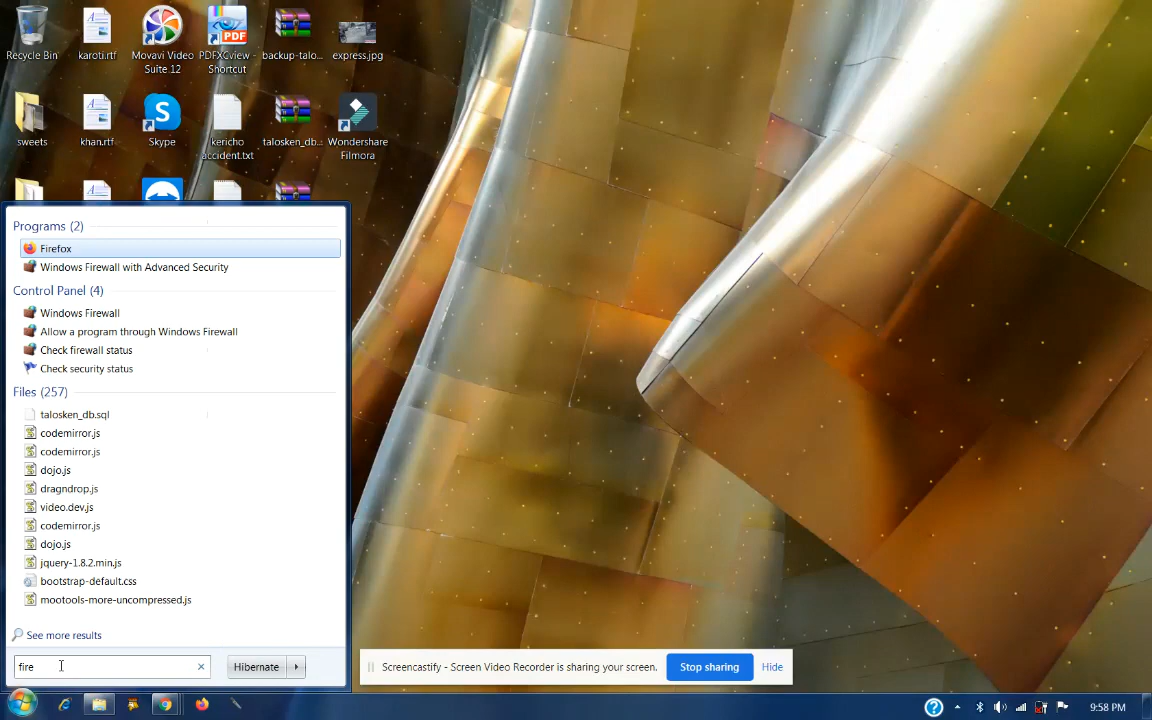 Recycle Bin
karoti.rtf
Movavi Video
Suite 12
PDF
PDFXCview -
Shortcut
backup-talo...
express.jpg
sweets
khan.rtf
S
Skype
kericho
accident.txt
talosken_db...
Wondershare
Filmora
Programs (2)
Firefox
Windows Firewall with Advanced Security
Control Panel (4)
Windows Firewall
Allow a program through Windows Firewall
Check firewall status
Check security status
Files (257)
talosken_db.sql
codemirror.js
codemirror.js
dojo.js
dragndrop.js
video.dev.js
codemirror.js
dojo.js
jquery-1.8.2.min.js
bootstrap-default.css
mootools-more-uncompressed.js
See more results
fire
Hibernate
Screencastify - Screen Video Recorder is sharing your screen.
Stop sharing
Hide
9:58 PM